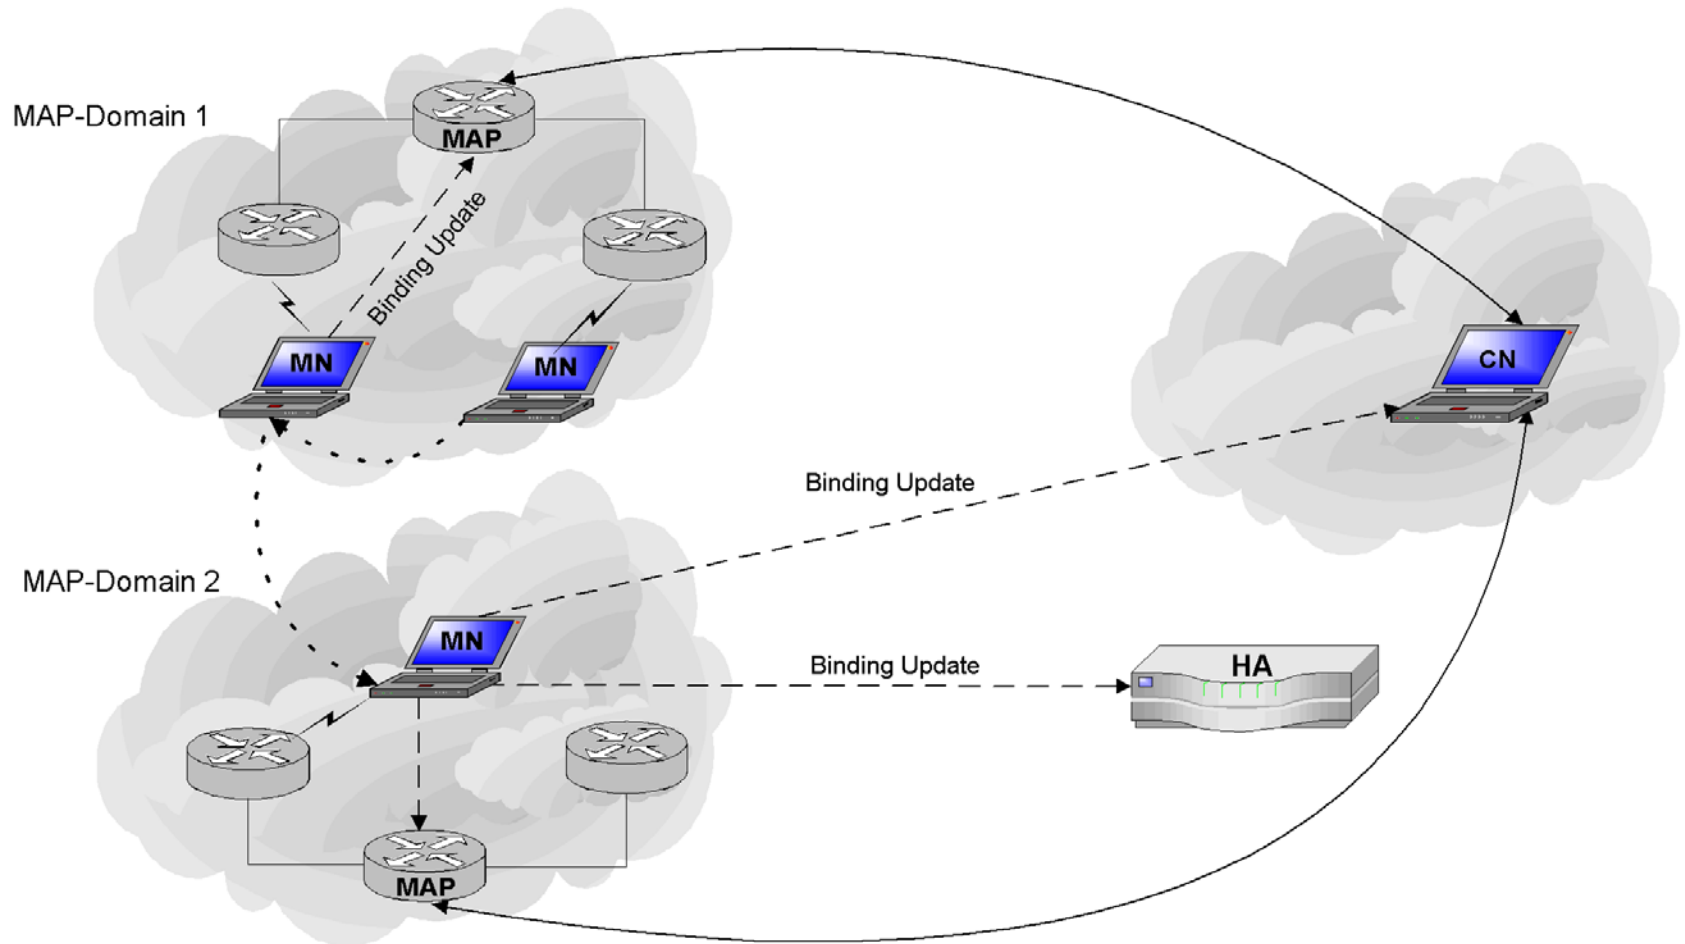 MAP-Domain 1
MAP
Binding Update
MN
MN
CN
Binding Update
MAP-Domain 2
MN
Binding Update
HA
MAP